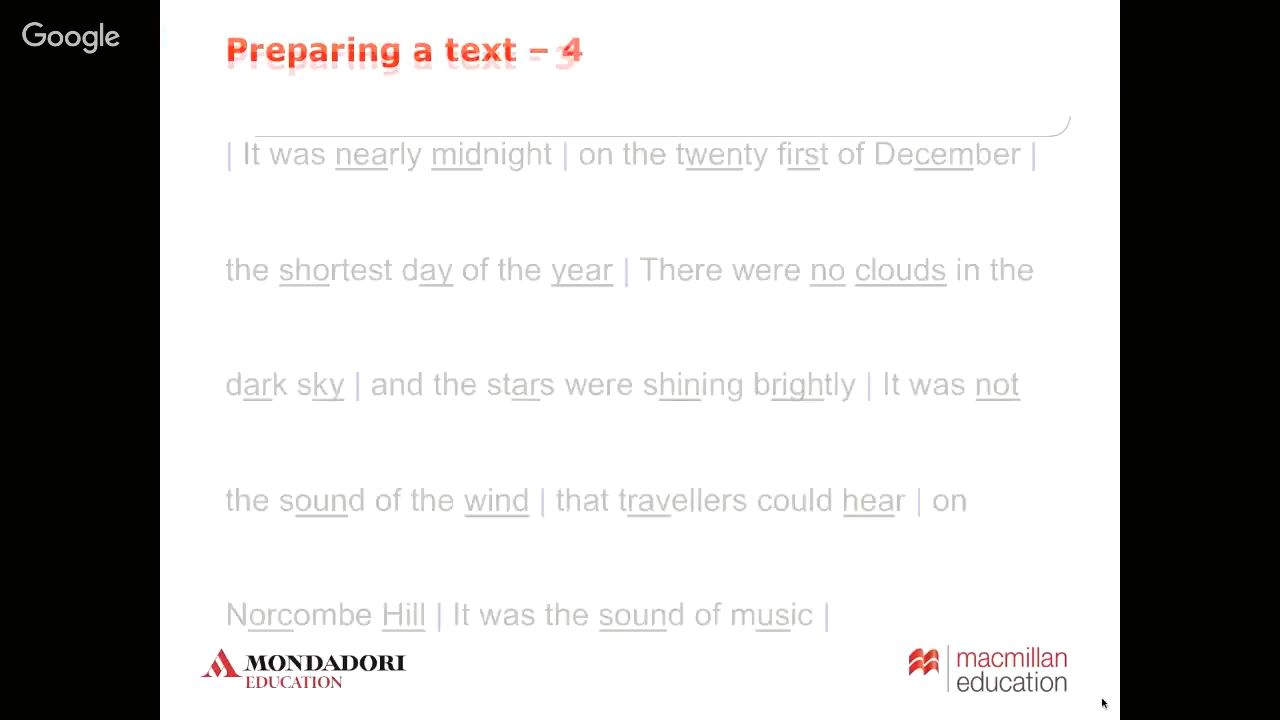 Google
Preparing a text – 4
| It was nearly midnight | on the twenty first of December |
the shortest day of the year | There were no clouds in the
dark sky | and the stars were shining brightly | It was not
the sound of the wind | that travellers could hear | on
Norcombe Hill | It was the sound of music |
MONDADORI
EDUCATION
macmillan
education